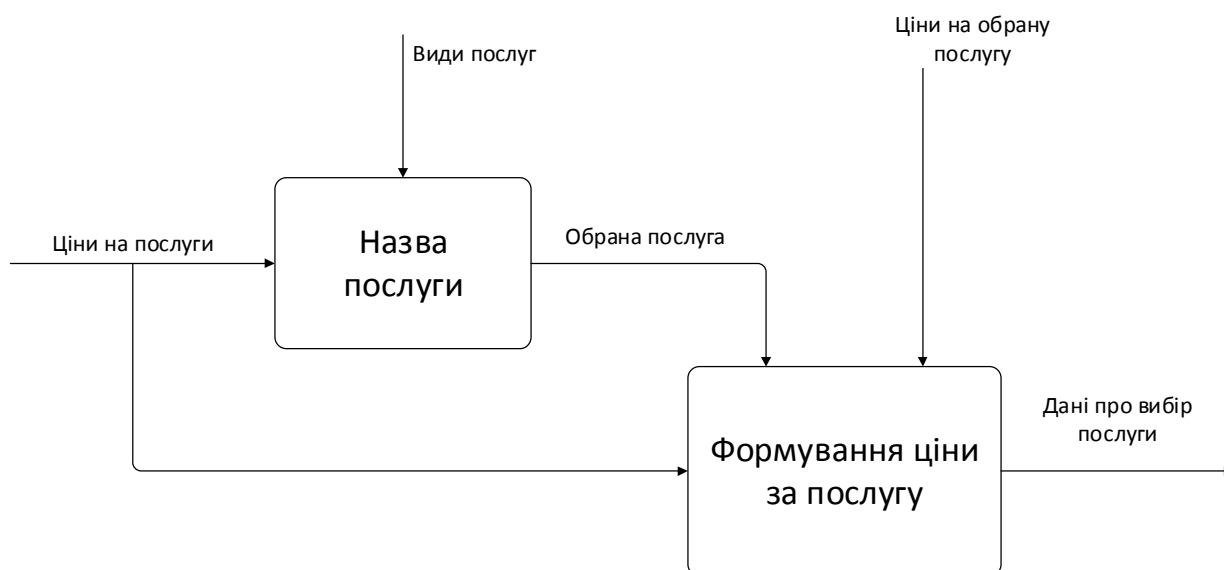 Ціни на обрану
послугу
Види послуг
Ціни на послуги
Назва
послуги
Обрана послуга
Дані про вибір
послуги
Формування ціни
за послугу